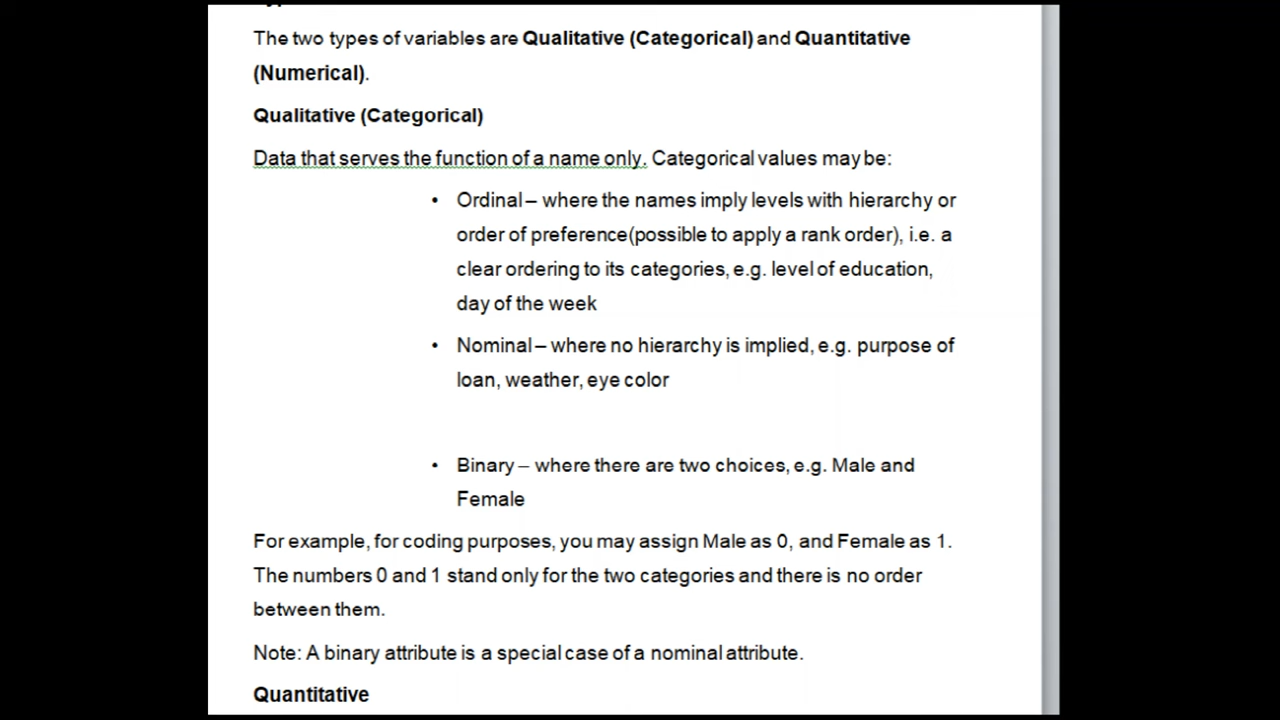 The two types of variables are Qualitative (Categorical) and Quantitative
(Numerical).
Qualitative (Categorical)
Data that serves the function of a name only. Categorical values may be:
• Ordinal – where the names imply levels with hierarchy or
order of preference(possible to apply a rank order), i.e. a
clear ordering to its categories, e.g. level of education,
day of the week
• Nominal – where no hierarchy is implied, e.g. purpose of
loan, weather, eye color
• Binary – where there are two choices, e.g. Male and
Female
For example, for coding purposes, you may assign Male as 0, and Female as 1.
The numbers 0 and 1 stand only for the two categories and there is no order
between them.
Note: A binary attribute is a special case of a nominal attribute.
Quantitative